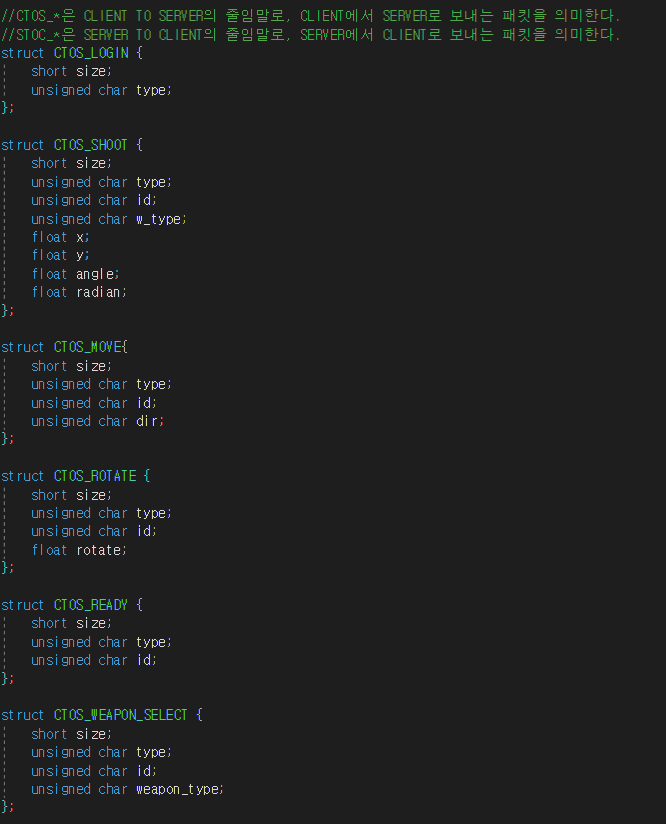 //CTOS_*은 CLIENT TO SERVER의 줄임말로, CLIENT에서 SERVER로 보내는 패킷을 의미한다.
//STOC_*은 SERVER TO CLIENT의 줄임말로, SERVER에서 CLIENT로 보내는 패킷을 의미한다.
struct CTOS_LOGIN {
    short size;
    unsigned char type;
};

struct CTOS_SHOOT {
    short size;
    unsigned char type;
    unsigned char id;
    unsigned char w_type;
    float x;
    float y;
    float angle;
    float radian;
};

struct CTOS_MOVE{
    short size;
    unsigned char type;
    unsigned char id;
    unsigned char dir;
};

struct CTOS_ROTATE {
    short size;
    unsigned char type;
    unsigned char id;
    float rotate;
};

struct CTOS_READY {
    short size;
    unsigned char type;
    unsigned char id;
};

struct CTOS_WEAPON_SELECT {
    short size;
    unsigned char type;
    unsigned char id;
    unsigned char weapon_type;
};